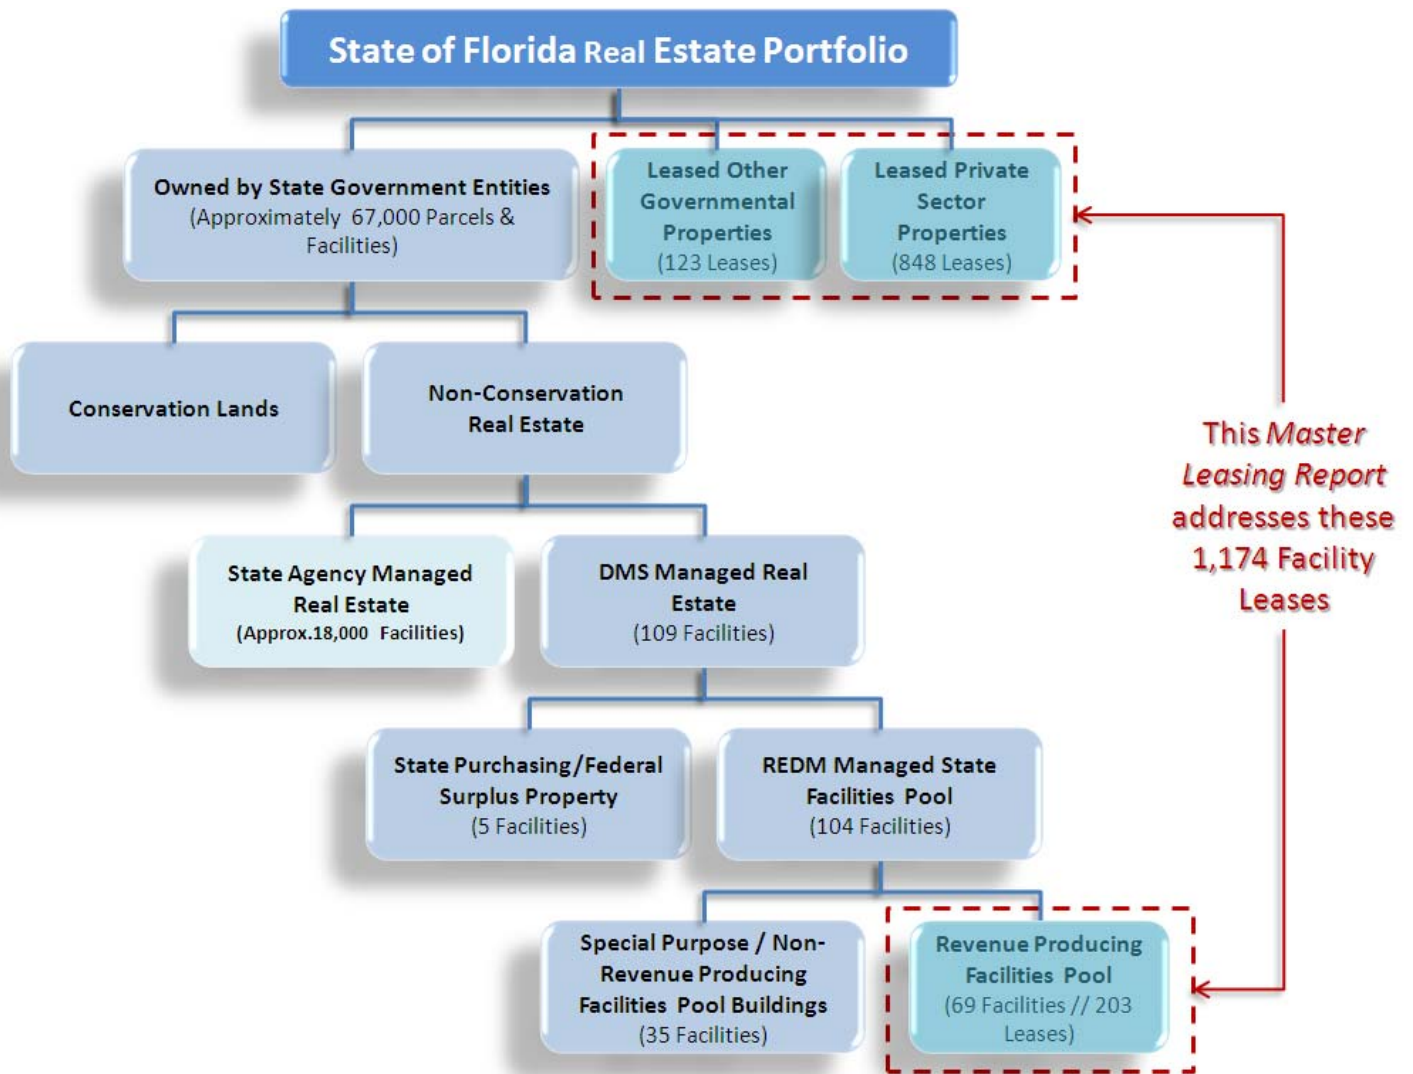 State of Florida Real Estate Portfolio
Owned by State Government Entities
(Approximately 67,000 Parcels &
Facilities)
Leased Other
Governmental
Properties
(123 Leases)
Leased Private
Sector
Properties
(848 Leases)
Conservation Lands
Non-Conservation
Real Estate
This Master
Leasing Report
addresses these
1,174 Facility
Leases
State Agency Managed
Real Estate
(Approx.18,000 Facilities)
DMS Managed Real
Estate
(109 Facilities)
State Purchasing/Federal
Surplus Property
(5 Facilities)
REDM Managed State
Facilities Pool
(104 Facilities)
Special Purpose / Non-
Revenue Producing
Facilities Pool Buildings
(35 Facilities)
Revenue Producing
Facilities Pool
(69 Facilities // 203
Leases)